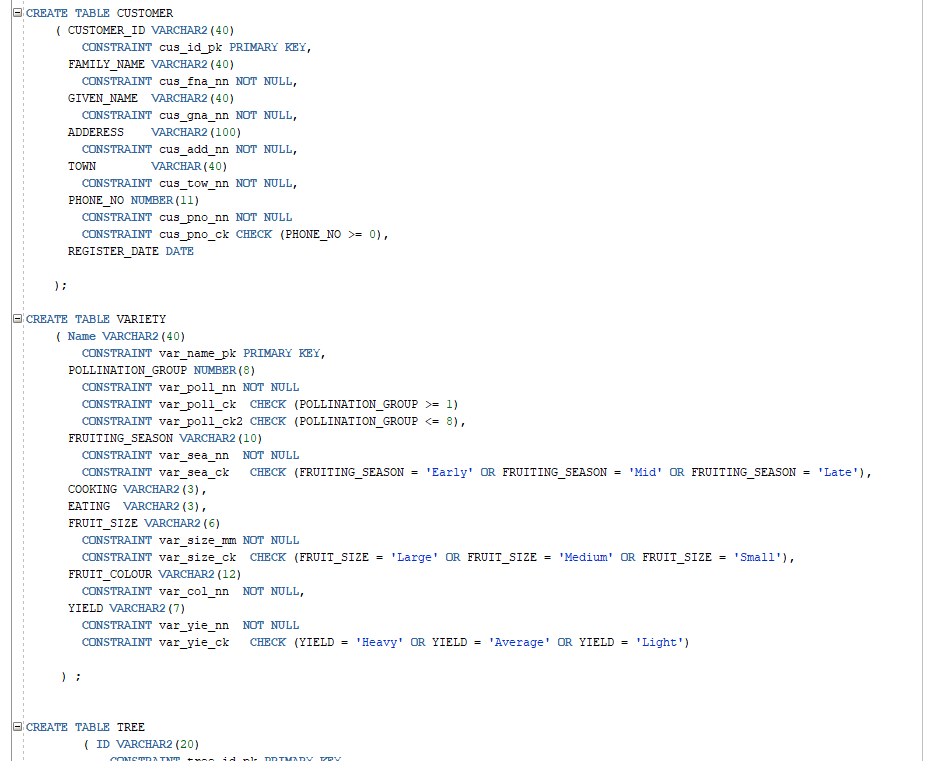 CREATE TABLE CUSTOMER
( CUSTOMER_ID VARCHAR2(40)
CONSTRAINT cus_id_pk PRIMARY KEY,
FAMILY_NAME VARCHAR2(40)
CONSTRAINT cus_fna_nn NOT NULL,
GIVEN_NAME VARCHAR2(40)
CONSTRAINT cus_gna_nn NOT NULL,
ADDERESS VARCHAR2(100)
CONSTRAINT cus_add_nn NOT NULL,
TOWN VARCHAR(40)
CONSTRAINT cus_tow_nn NOT NULL,
PHONE_NO NUMBER(11)
CONSTRAINT cus_pno_nn NOT NULL
CONSTRAINT cus_pno_ck CHECK (PHONE_NO >= 0),
REGISTER_DATE DATE
);
CREATE TABLE VARIETY
( Name VARCHAR2(40)
CONSTRAINT var_name_pk PRIMARY KEY,
POLLINATION_GROUP NUMBER(8)
CONSTRAINT var_poll_nn NOT NULL
CONSTRAINT var_poll_ck CHECK (POLLINATION_GROUP >= 1)
CONSTRAINT var_poll_ck2 CHECK (POLLINATION_GROUP <= 8),
FRUITING_SEASON VARCHAR2(10)
CONSTRAINT var_sea_nn NOT NULL
CONSTRAINT var_sea_ck CHECK (FRUITING_SEASON = 'Early' OR FRUITING_SEASON = 'Mid' OR FRUITING_SEASON = 'Late'),
COOKING VARCHAR2(3),
EATING VARCHAR2(3),
FRUIT_SIZE VARCHAR2(6)
CONSTRAINT var_size_mm NOT NULL
CONSTRAINT var_size_ck CHECK (FRUIT_SIZE = 'Large' OR FRUIT_SIZE = 'Medium' OR FRUIT_SIZE = 'Small'),
FRUIT_COLOUR VARCHAR2(12)
CONSTRAINT var_col_nn NOT NULL,
YIELD VARCHAR2(7)
CONSTRAINT var_yie_nn NOT NULL
CONSTRAINT var_yie_ck CHECK (YIELD = 'Heavy' OR YIELD = 'Average' OR YIELD = 'Light')
) ;
CREATE TABLE TREE
( ID VARCHAR2(20)
CONSTRAINT tree_id_pk PRIMARY KEY